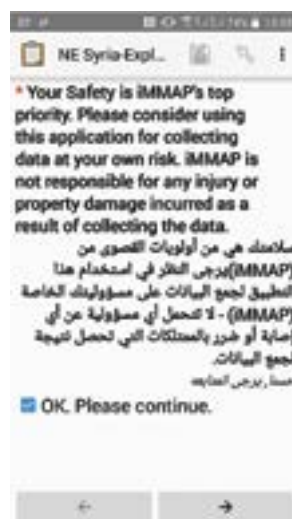 NE Syria-Expl...
* Your Safety is iMMAP's top
priority. Please consider using
this application for collecting
data at your own risk. iMMAP is
not responsible for any injury or
property damage incurred as a
result of collecting the data.
سلامتك هي من أولويات القصوى من
(iMMAP)يرجى النظر في استخدام هذا
التطبيق لجمع البيانات على مسؤوليتك الخاصة
(iMMAP) - لا تتحمل أي مسؤولية عن أي
إصابة أو ضرر بالممتلكات التي تحصل نتيجة
لجمع البيانات.
حسنا, يرجى المتابعه
OK. Please continue.